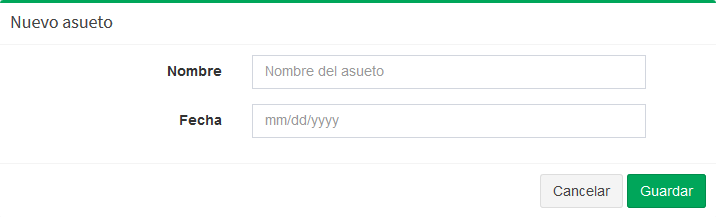 Nuevo asueto
Nombre
Nombre del asueto
Fecha
mm/dd/yyyy
Cancelar
Guardar